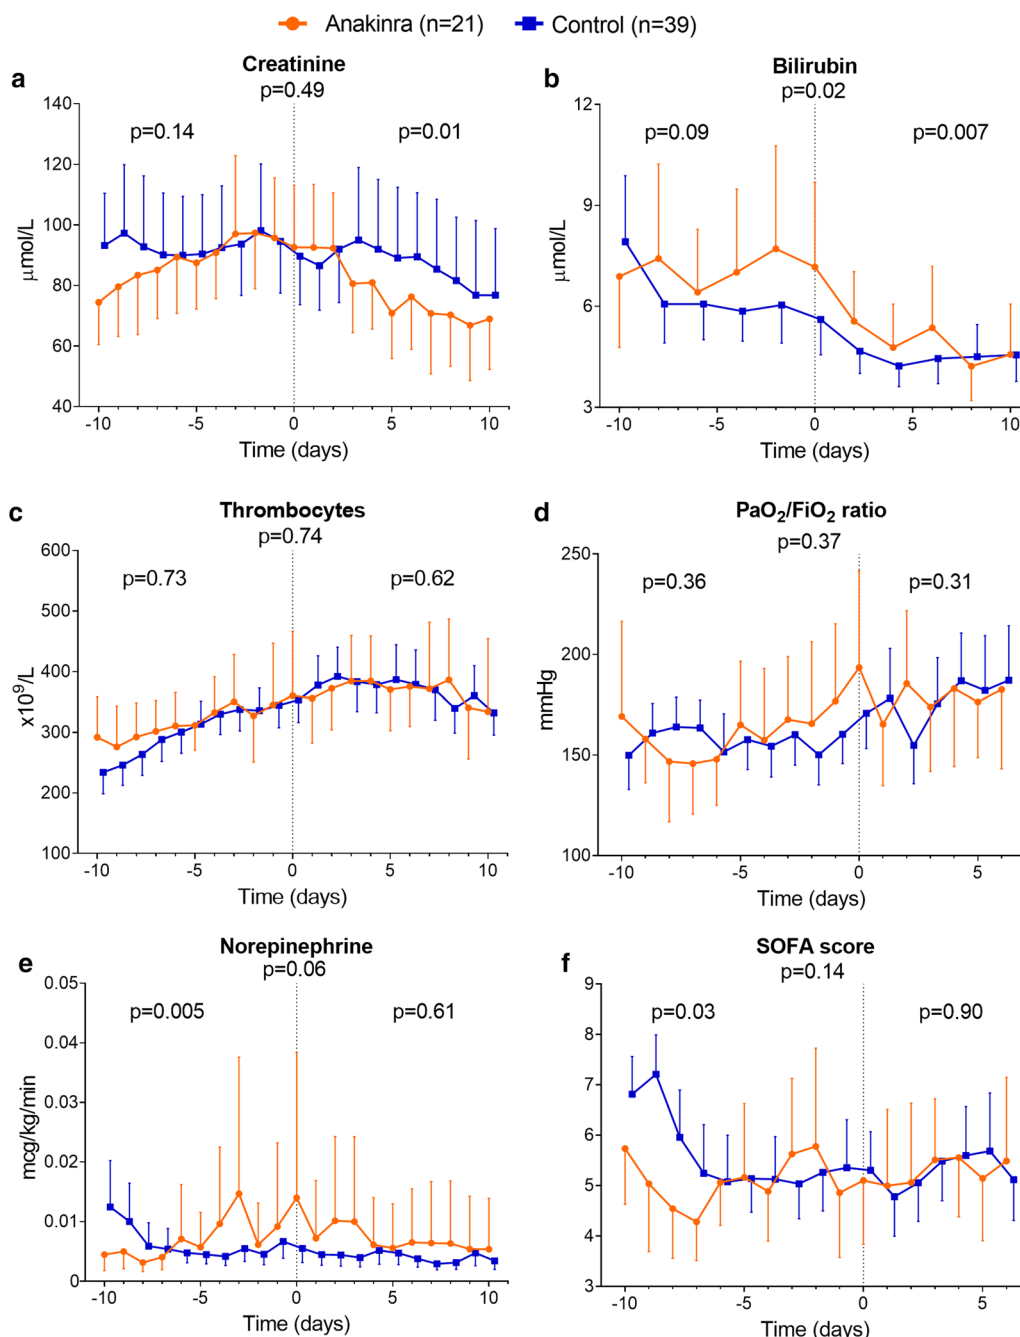 Anakinra (n=21) Control (n=39)
a Creatinine
p=0.49
p=0.14 p=0.01
140
120
100
80
60
40
μmol/L
-10 -5 0 5 10
Time (days)
b Bilirubin
p=0.02
p=0.09 p=0.007
12
9
6
3
μmol/L
-10 -5 0 5 10
Time (days)
c Thrombocytes
p=0.74
p=0.73 p=0.62
600
500
400
300
200
100
x10⁹/L
-10 -5 0 5 10
Time (days)
d PaO₂/FiO₂ ratio
p=0.37
p=0.36 p=0.31
250
200
150
100
mmHg
-10 -5 0 5
Time (days)
e Norepinephrine
p=0.06
p=0.005 p=0.61
0.05
0.04
0.03
0.02
0.01
0
mcg/kg/min
-10 -5 0 5 10
Time (days)
f SOFA score
p=0.14
p=0.03 p=0.90
9
8
7
6
5
4
3
-10 -5 0 5
Time (days)